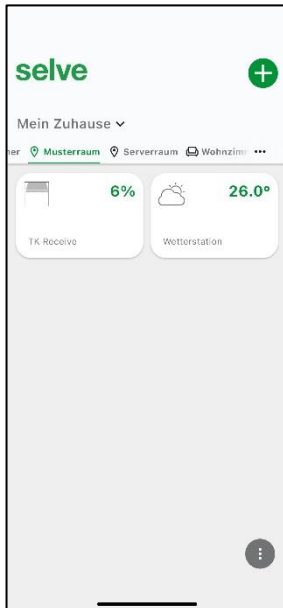 selve
Mein Zuhause
Musterraum Serverraum
6% 26.0°
TK Receive Wetterstation